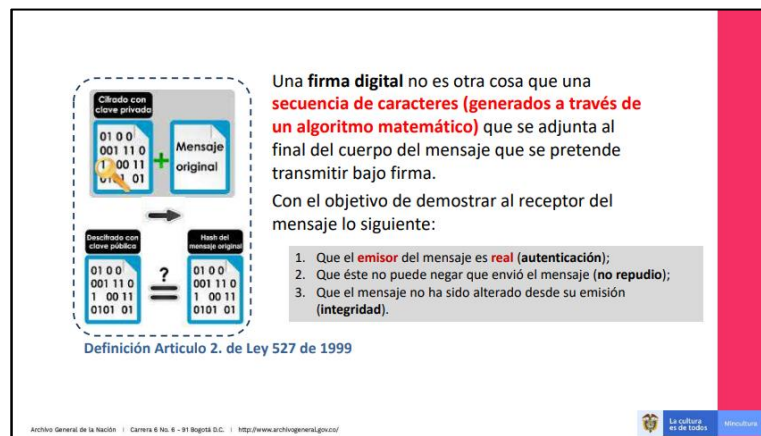 Cifrado con
clave privada
01 0 0
001 11 0
1 00 11
0101 01
+
Mensaje
original
Descifrado con
clave pública
01 0 0
001 11 0
1 00 11
0101 01
?
=
Hash del
mensaje original
01 0 0
001 11 0
1 00 11
0101 01
Definición Articulo 2. de Ley 527 de 1999
Una firma digital no es otra cosa que una
secuencia de caracteres (generados a través de
un algoritmo matemático) que se adjunta al
final del cuerpo del mensaje que se pretende
transmitir bajo firma.
Con el objetivo de demostrar al receptor del
mensaje lo siguiente:
1. Que el emisor del mensaje es real (autenticación);
2. Que éste no puede negar que envió el mensaje (no repudio);
3. Que el mensaje no ha sido alterado desde su emisión
(integridad).
Archivo General de la Nación | Carrera 6 No. 6 - 91 Bogotá D.C. | http://www.archivogeneral.gov.co/
La cultura
es de todos
Mincultura